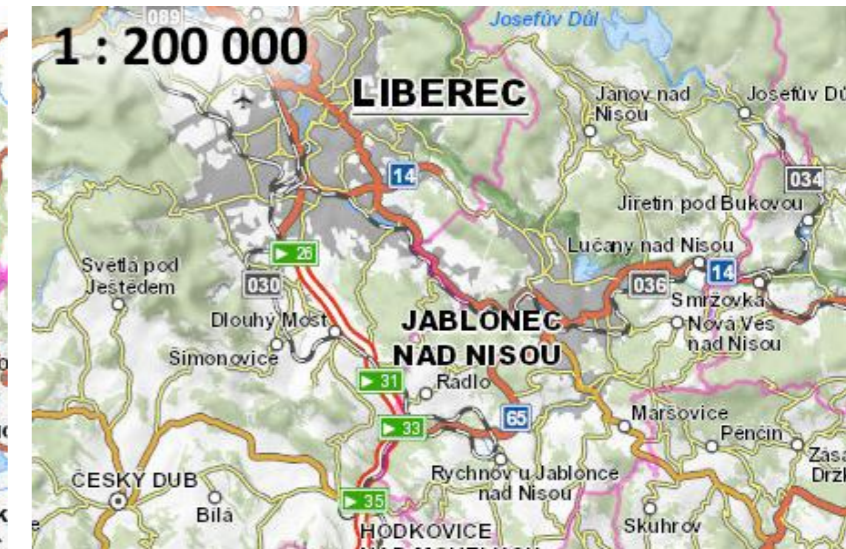 089
Josefův Důl
1 : 200 000
LIBEREC
Janov nad
Nisou
Josefův Dů
14
034
Jiřetín pod Bukovou
26
Lučany nad Nisou
Světlá pod
Ještědem
030
036
14
Smržovka
Dlouhý Most
JABLONEC
NAD NISOU
Nová Ves
nad Nisou
Šimonovice
31
Rádlo
33
65
Maršovice
Pěnčín
Zása
Držk
ČESKÝ DUB
Bílá
Rychnov u Jablonce
nad Nisou
35
Skuhrov
HODKOVICE